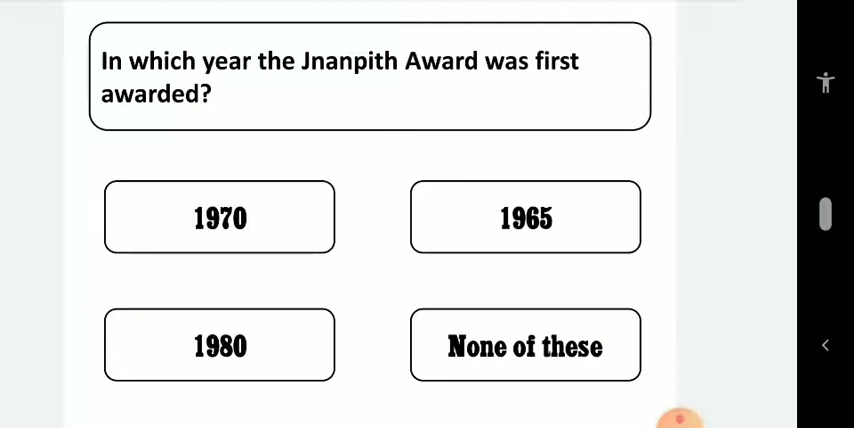 In which year the Jnanpith Award was first
awarded?
1970
1965
1980
None of these